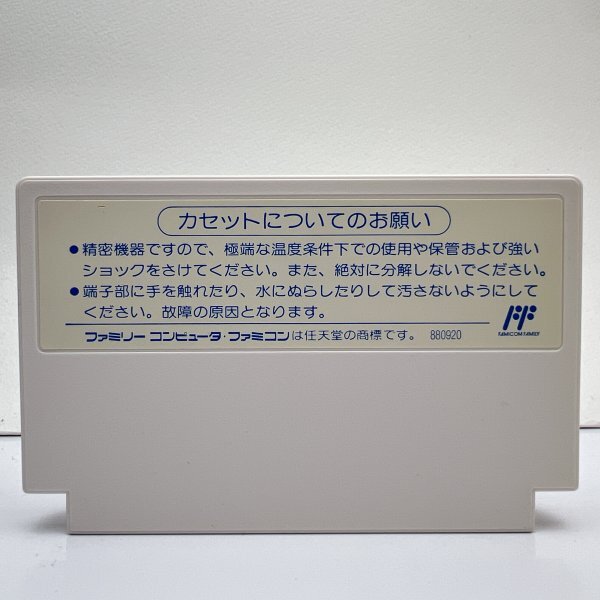 カセットについてのお願い
●精密機器ですので、極端な温度条件下での使用や保管および強い
ショックをさけてください。また、絶対に分解しないでください。
●端子部に手を触れたり、水にぬらしたりして汚さないようにして
ください。故障の原因となります。
FAMICOM FAMILY
ファミリーコンピュータ・ファミコンは任天堂の商標です。 880920